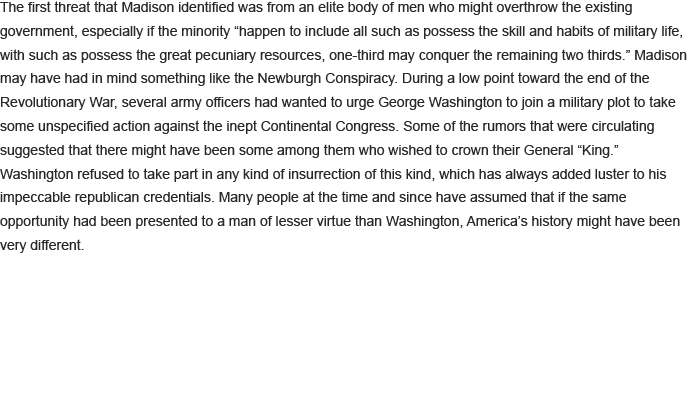 The first threat that Madison identified was from an elite body of men who might overthrow the existing
government, especially if the minority “happen to include all such as possess the skill and habits of military life,
with such as possess the great pecuniary resources, one-third may conquer the remaining two thirds.” Madison
may have had in mind something like the Newburgh Conspiracy. During a low point toward the end of the
Revolutionary War, several army officers had wanted to urge George Washington to join a military plot to take
some unspecified action against the inept Continental Congress. Some of the rumors that were circulating
suggested that there might have been some among them who wished to crown their General “King.”
Washington refused to take part in any kind of insurrection of this kind, which has always added luster to his
impeccable republican credentials. Many people at the time and since have assumed that if the same
opportunity had been presented to a man of lesser virtue than Washington, America’s history might have been
very different.